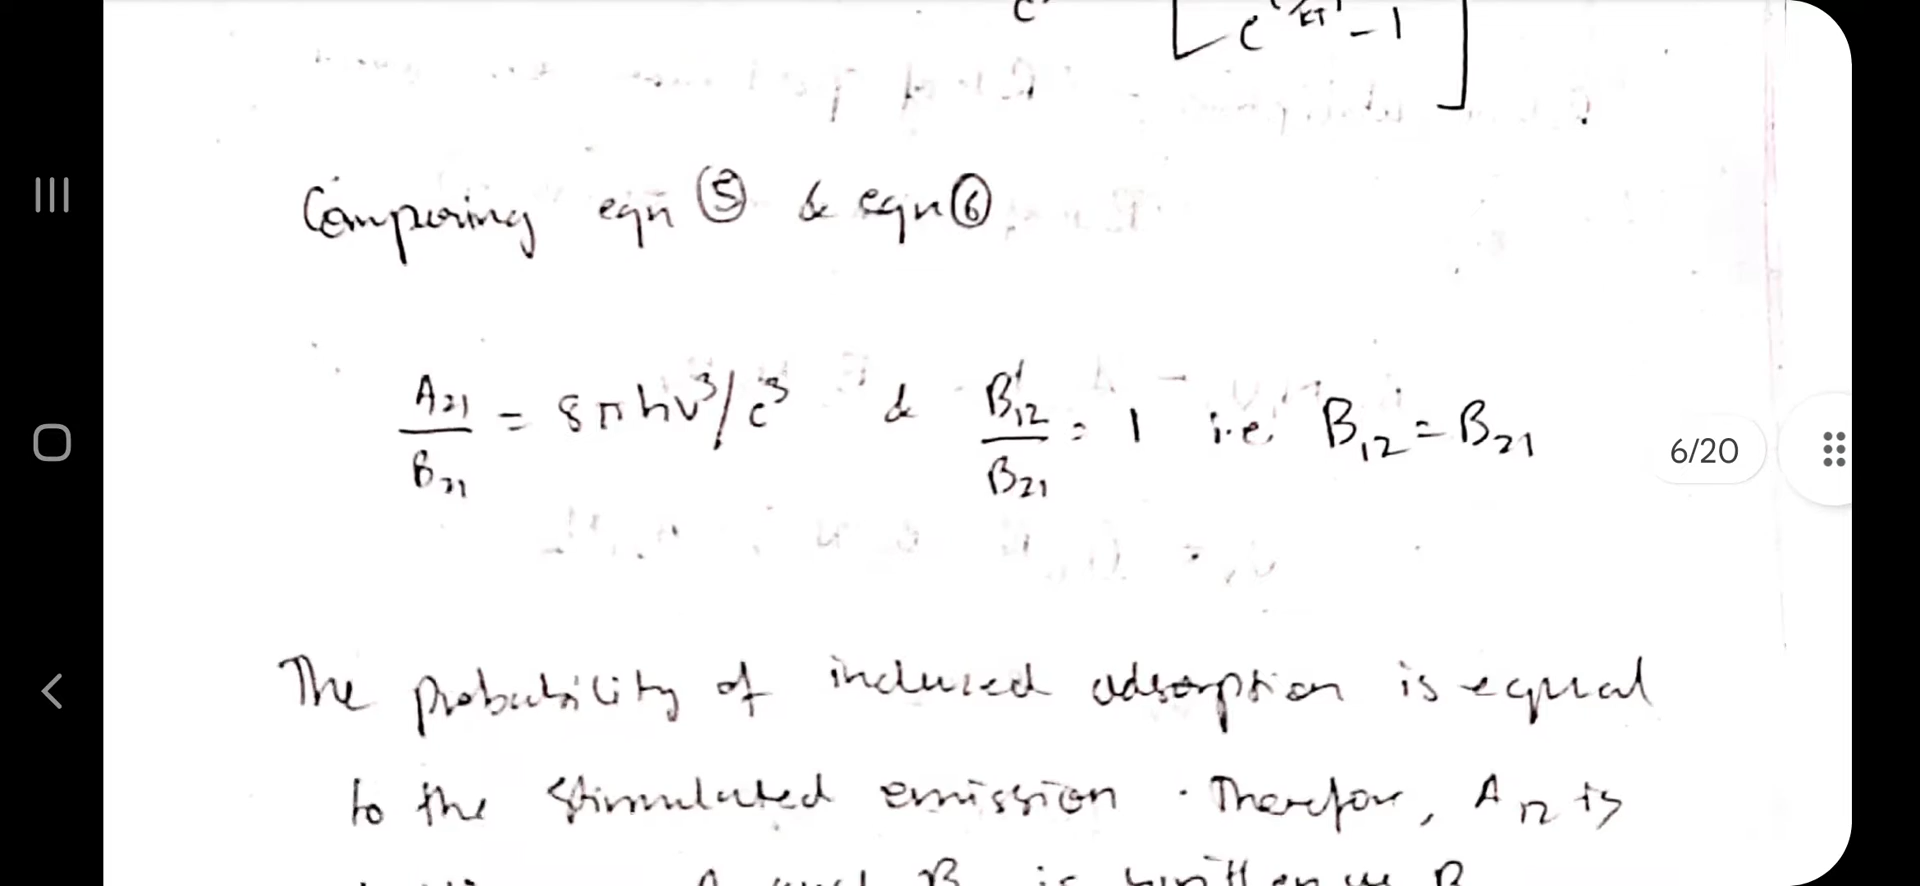 Comparing eqn ⑤ & eqn ⑥
A21/B21 = 8πhν³/c³ & B12/B21 = 1 i.e. B12 = B21
6/20
The probability of induced adsorption is equal
to the stimulated emission. Therefor, A12 is